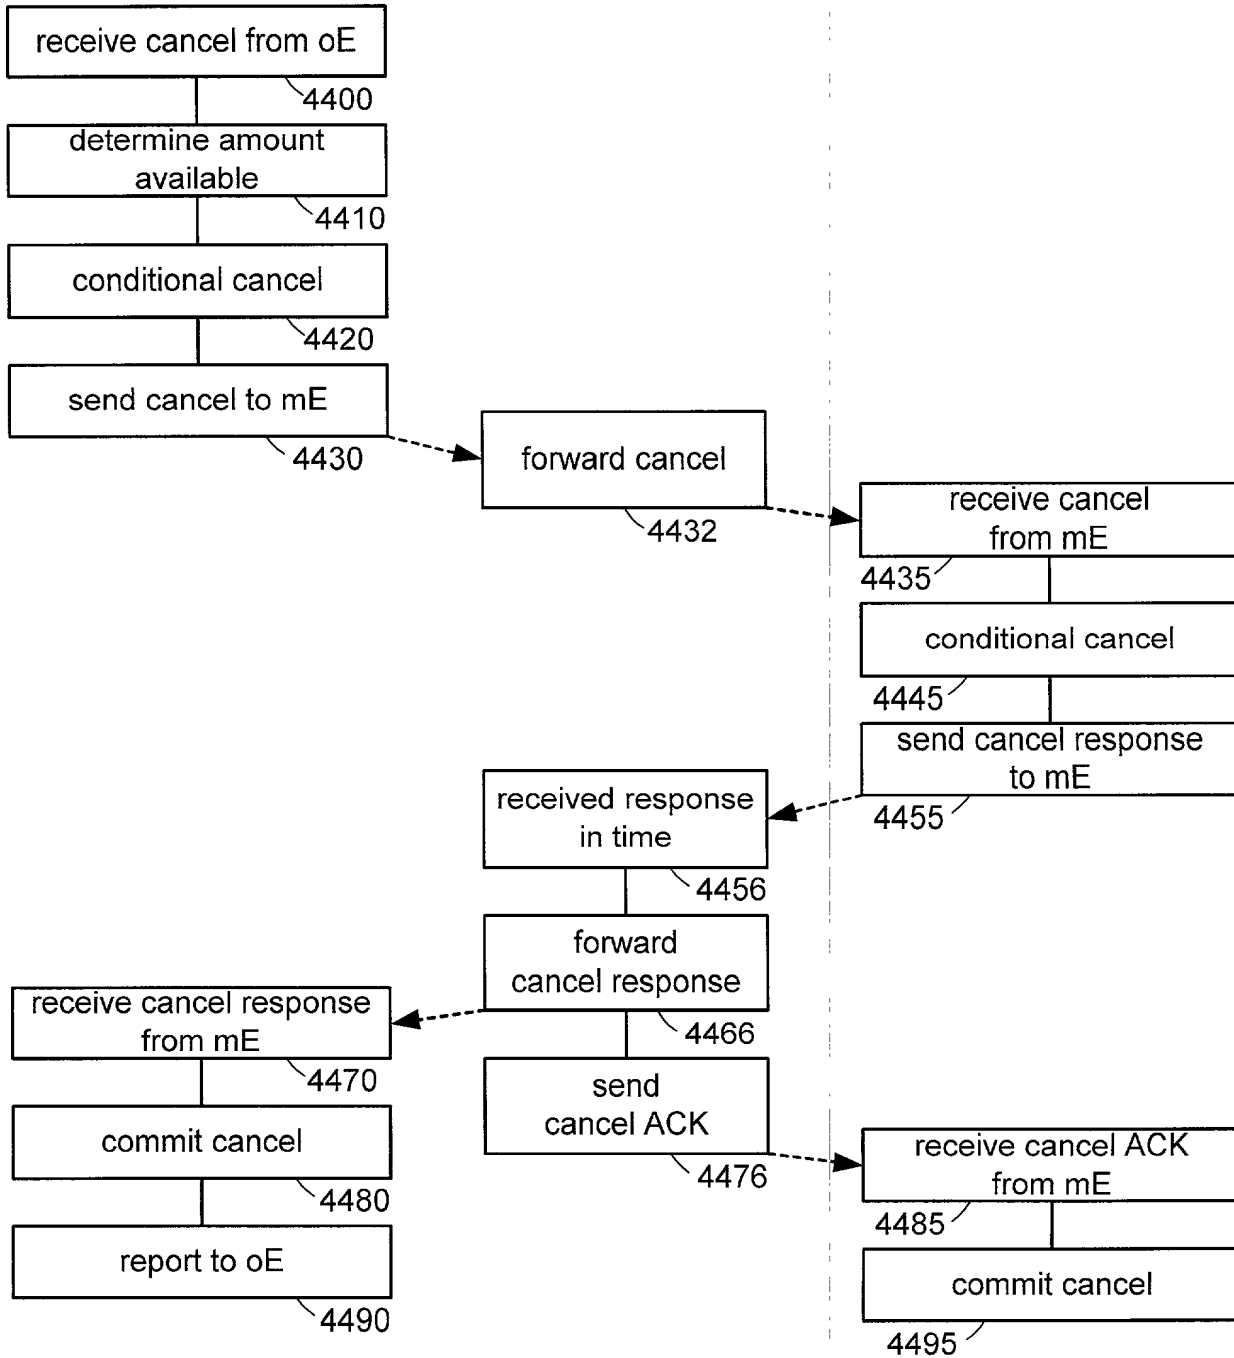 receive cancel from oE
4400
determine amount
available
4410
conditional cancel
4420
send cancel to mE
4430
forward cancel
4432
receive cancel
from mE
4435
conditional cancel
4445
send cancel response
to mE
4455
received response
in time
4456
forward
cancel response
4466
receive cancel response
from mE
4470
send
cancel ACK
4476
commit cancel
4480
receive cancel ACK
from mE
4485
report to oE
4490
commit cancel
4495